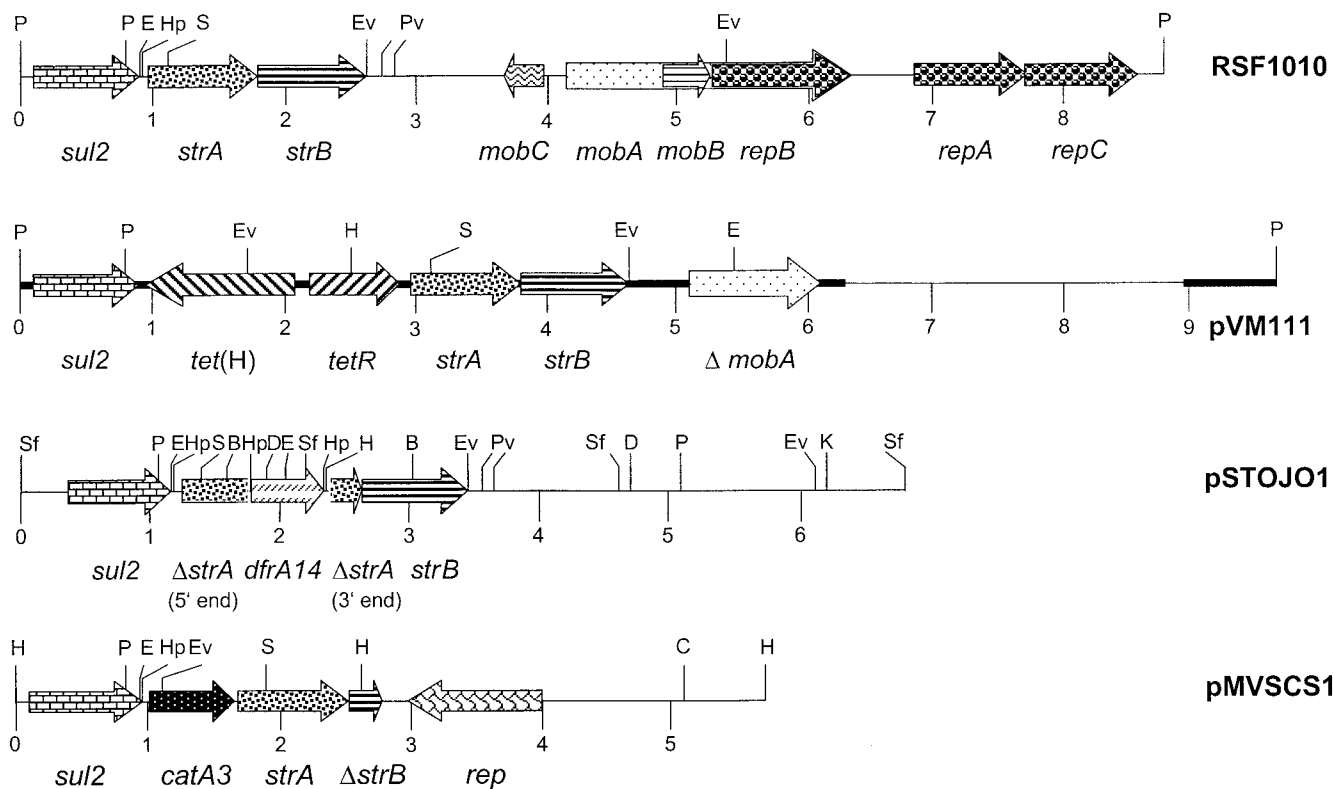 P P E Hp S Ev Pv Ev P
RSF1010
0 1 2 3 4 5 6 7 8
sul2 strA strB mobC mobA mobB repB repA repC
P P Ev H S Ev E P
0 1 2 3 4 5 6 7 8 9
pVM111
sul2 tet(H) tetR strA strB Δ mobA
Sf P E Hp S B Hp D E Sf Hp H B Ev Pv Sf D P Ev K Sf
pSTOJO1
0 1 2 3 4 5 6
sul2 ΔstrA dfrA14 ΔstrA strB
(5' end) (3' end)
H P E Hp Ev S H C H
pMVSCS1
0 1 2 3 4 5
sul2 catA3 strA ΔstrB rep